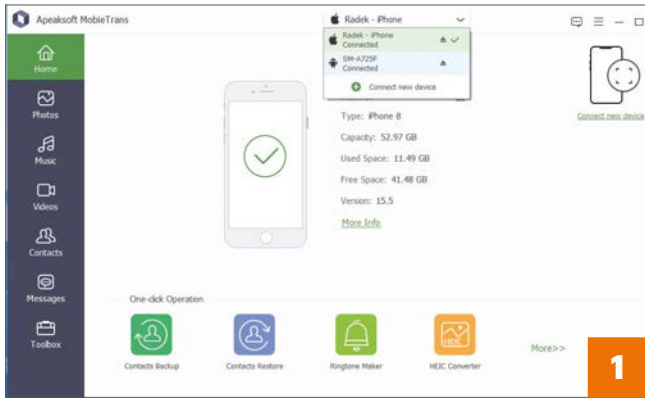 Apeaksoft MobieTrans
Radek - iPhone
Radek - iPhone
Connected
SM-A725F
Connected
Connect new device
Home
Photos
Music
Videos
Contacts
Messages
Toolbox
Type: iPhone 8
Capacity: 52.97 GB
Used Space: 11.49 GB
Free Space: 41.48 GB
Version: 15.5
More Info
Connect new device
One-click Operation
Contacts Backup
Contacts Restore
Ringtone Maker
HEIC
HEIC Converter
More>>
1